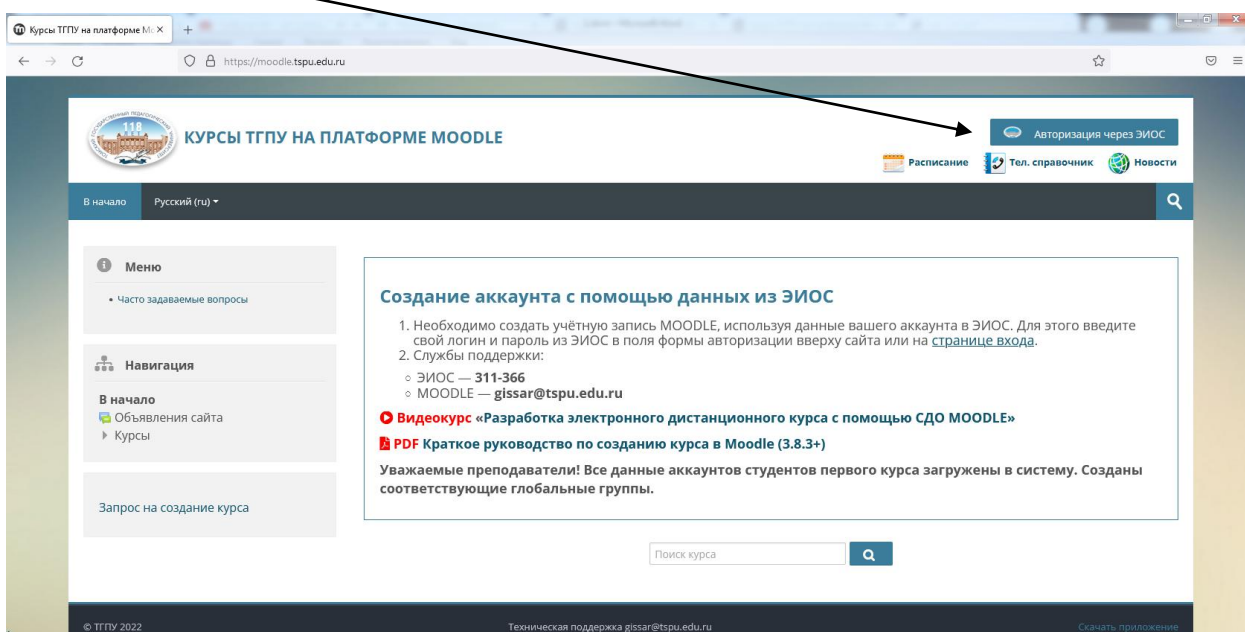 Курсы ТГПУ на платформе Mo
https://moodle.tspu.edu.ru
118
КУРСЫ ТГПУ НА ПЛАТФОРМЕ MOODLE
Авторизация через ЭИОС
Расписание
Тел. справочник
Новости
В начало
Русский (ru)
Меню
• Часто задаваемые вопросы
Навигация
В начало
Объявления сайта
Курсы
Запрос на создание курса
Создание аккаунта с помощью данных из ЭИОС
1. Необходимо создать учётную запись MOODLE, используя данные вашего аккаунта в ЭИОС. Для этого введите
свой логин и пароль из ЭИОС в поля формы авторизации вверху сайта или на странице входа.
2. Службы поддержки:
◦ ЭИОС — 311-366
◦ MOODLE — gissar@tspu.edu.ru
Видеокурс «Разработка электронного дистанционного курса с помощью СДО MOODLE»
PDF Краткое руководство по созданию курса в Moodle (3.8.3+)
Уважаемые преподаватели! Все данные аккаунтов студентов первого курса загружены в систему. Созданы
соответствующие глобальные группы.
Поиск курса
© ТГПУ 2022
Техническая поддержка gissar@tspu.edu.ru
Скачать приложение